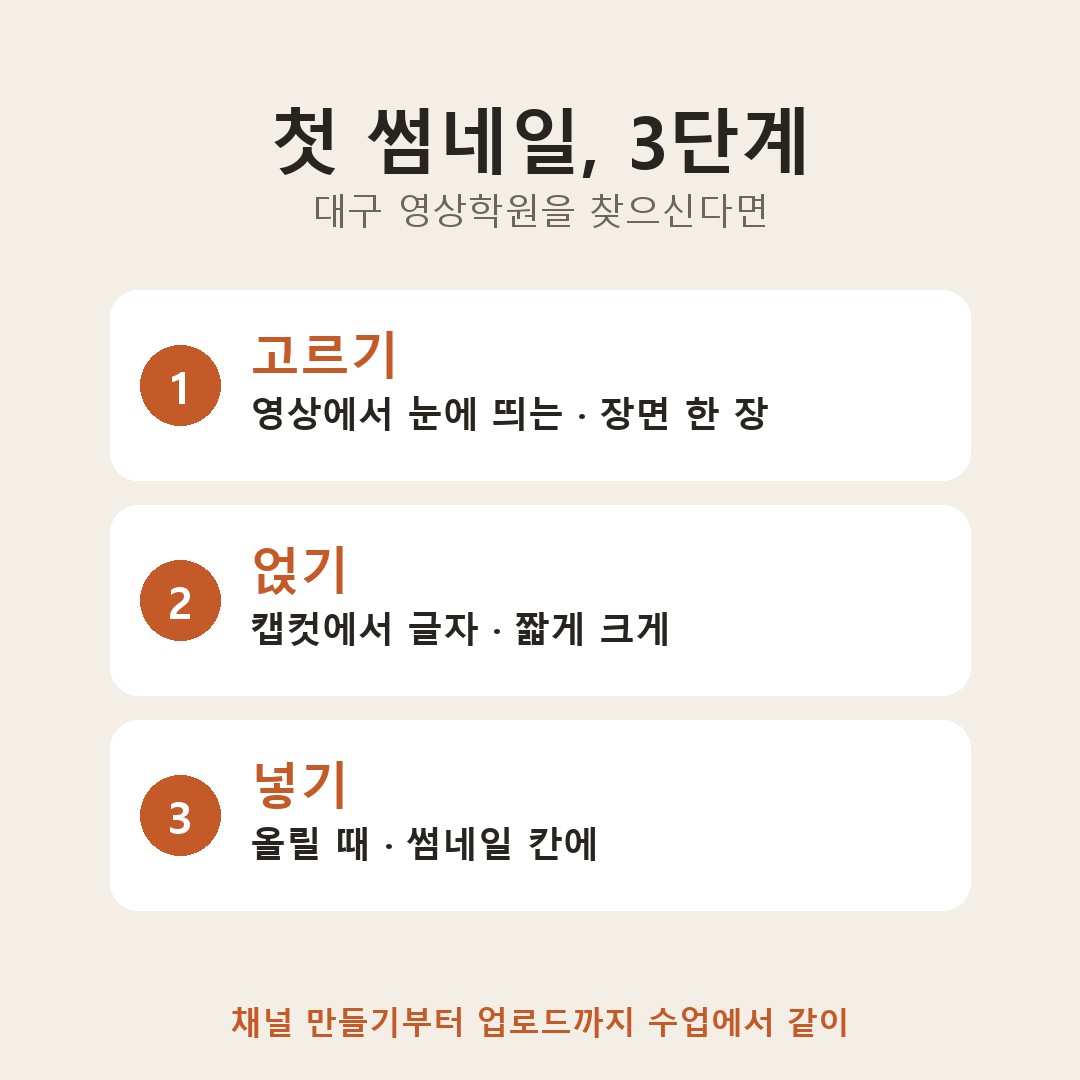 첫 썸네일, 3단계
대구 영상학원을 찾으신다면
1
고르기
영상에서 눈에 띄는 · 장면 한 장
2
얹기
캡컷에서 글자 · 짧게 크게
3
넣기
올릴 때 · 썸네일 칸에
채널 만들기부터 업로드까지 수업에서 같이